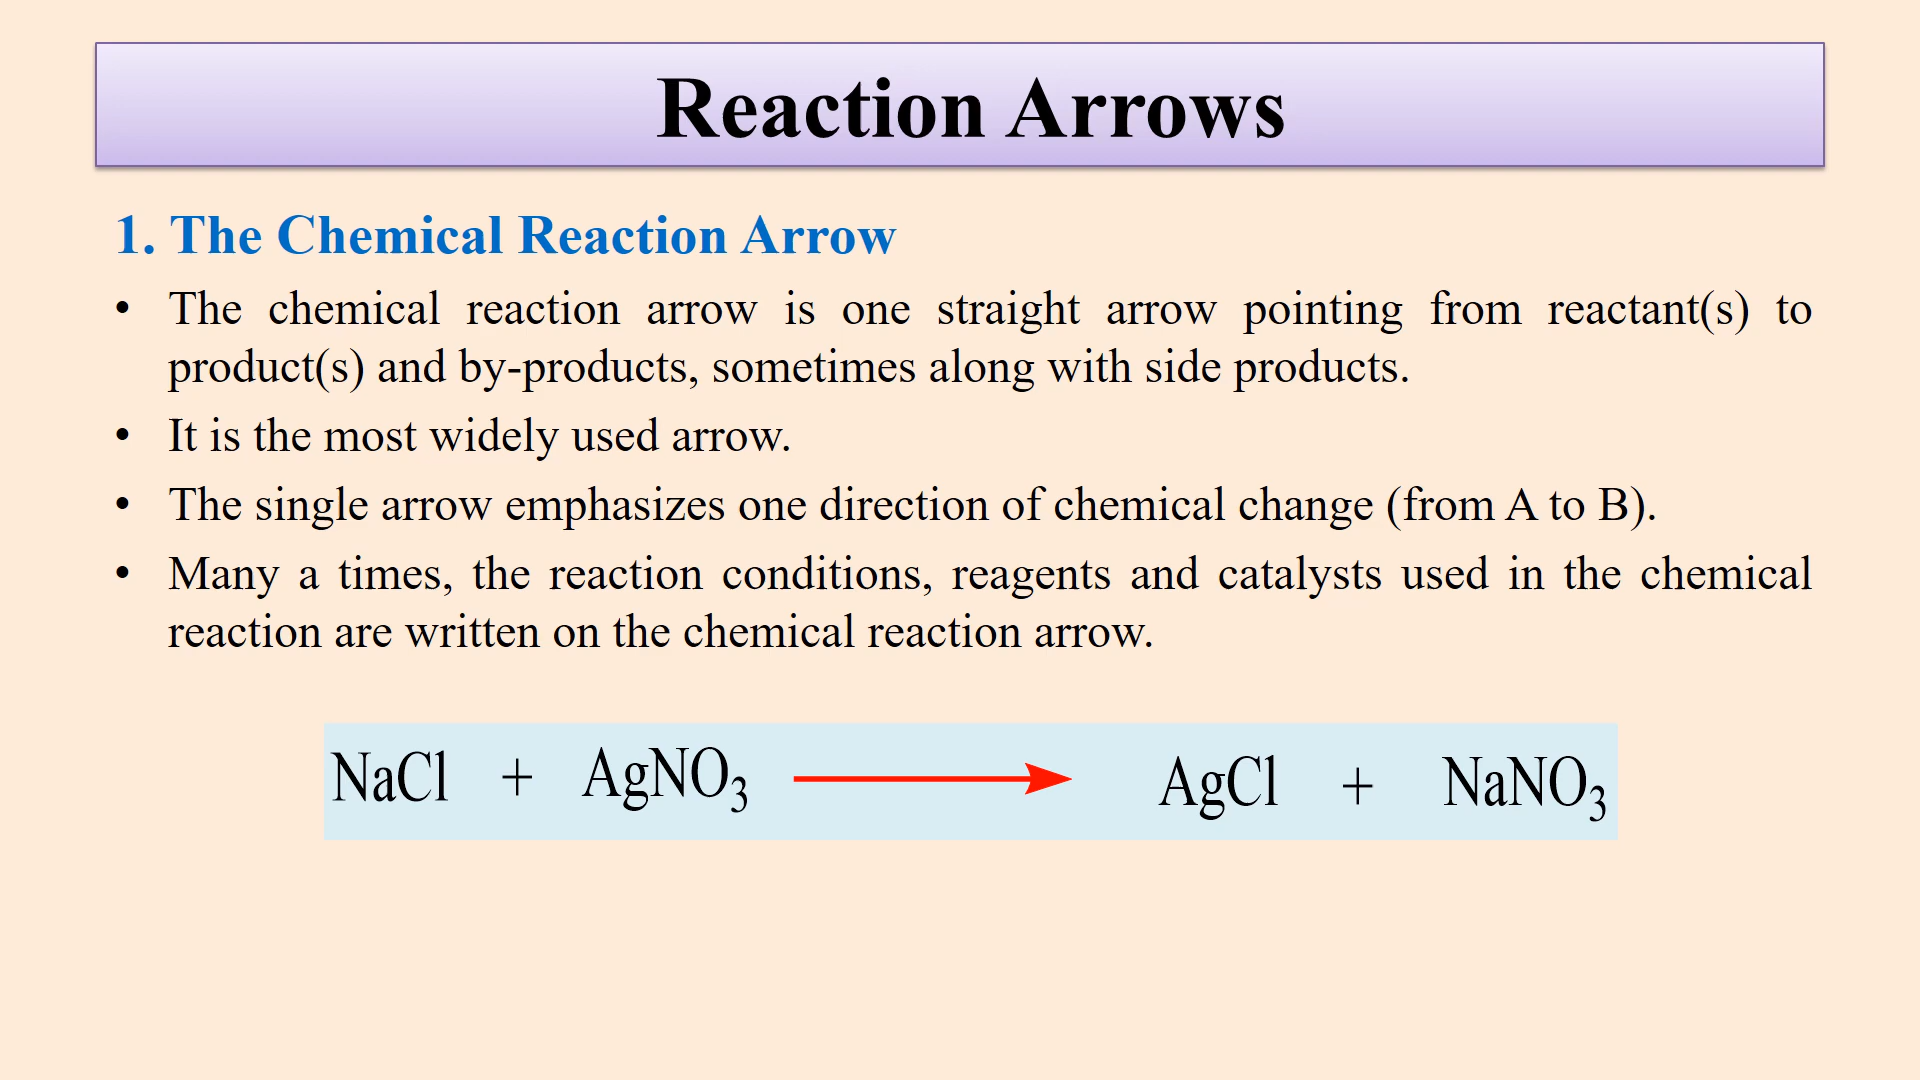 Reaction Arrows
1. The Chemical Reaction Arrow
• The chemical reaction arrow is one straight arrow pointing from reactant(s) to
product(s) and by-products, sometimes along with side products.
• It is the most widely used arrow.
• The single arrow emphasizes one direction of chemical change (from A to B).
• Many a times, the reaction conditions, reagents and catalysts used in the chemical
reaction are written on the chemical reaction arrow.
NaCl + AgNO₃ ⟶ AgCl + NaNO₃